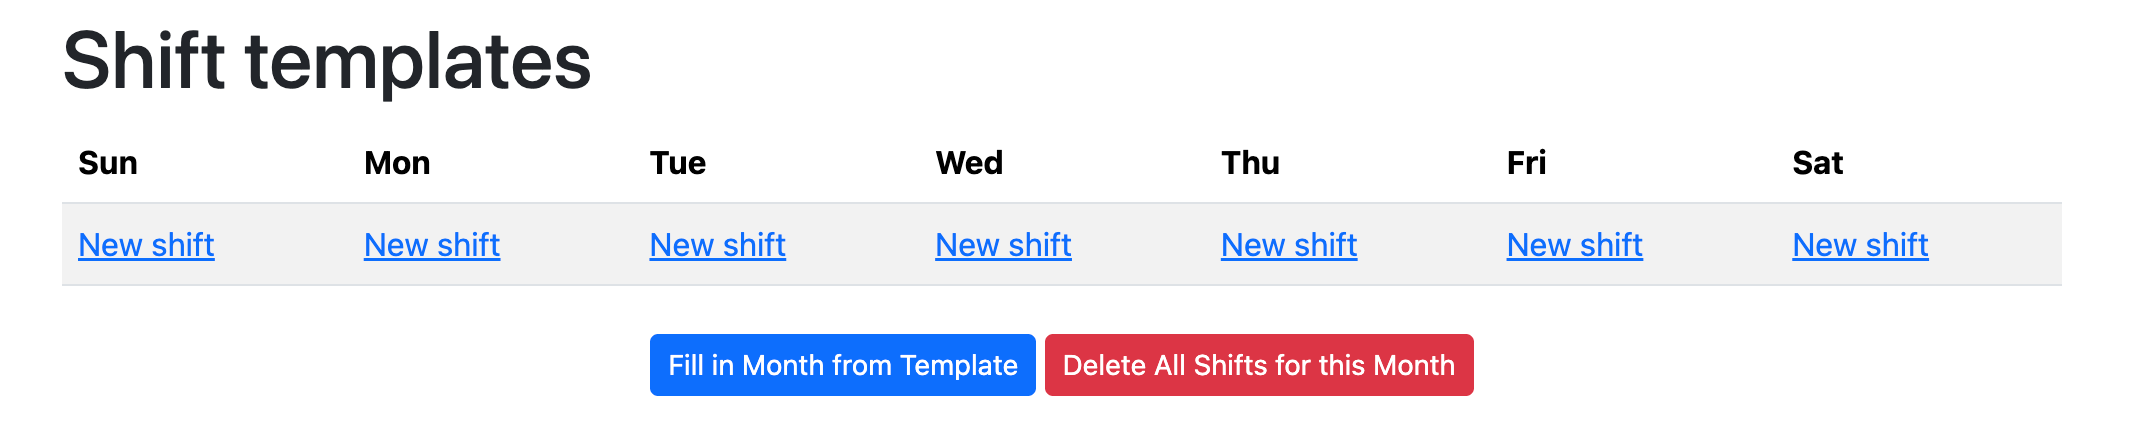 Shift templates
Sun Mon Tue Wed Thu Fri Sat
New shift New shift New shift New shift New shift New shift New shift
Fill in Month from Template Delete All Shifts for this Month